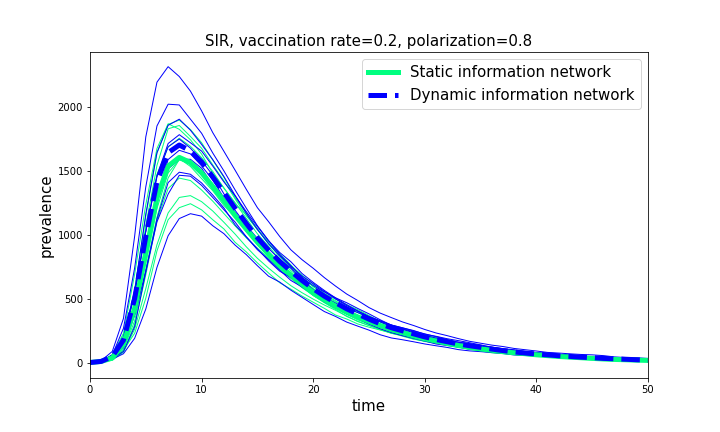 SIR, vaccination rate=0.2, polarization=0.8
Static information network
Dynamic information network
prevalence
2000
1500
1000
500
0
0 10 20 30 40 50
time